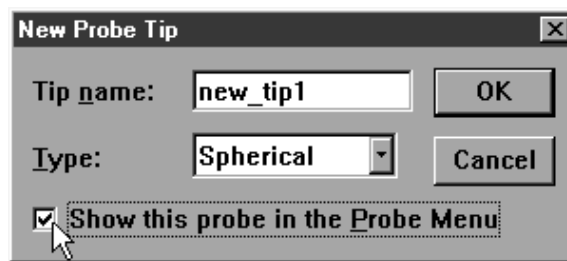 New Probe Tip
Tip name: new_tip1 OK
Type: Spherical Cancel
Show this probe in the Probe Menu